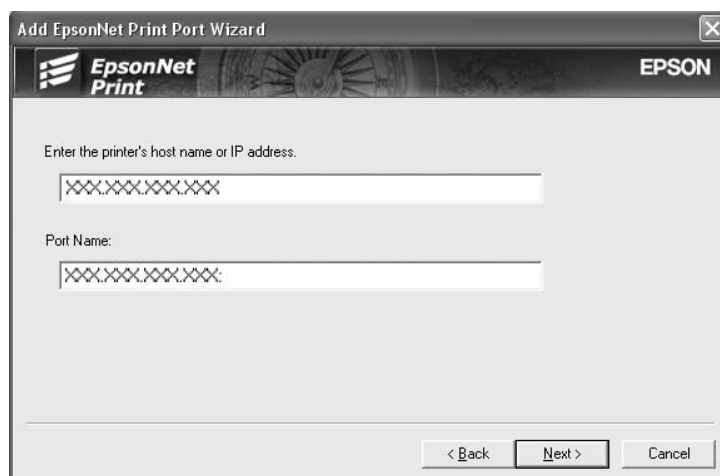 Add EpsonNet Print Port Wizard
EpsonNet
Print
EPSON
Enter the printer's host name or IP address.
XXX.XXX.XXX.XXX
Port Name:
XXX.XXX.XXX.XXX:
< Back
Next >
Cancel